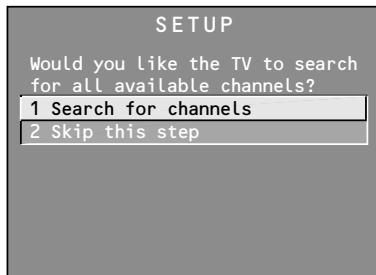 SETUP
Would you like the TV to search
for all available channels?
1 Search for channels
2 Skip this step